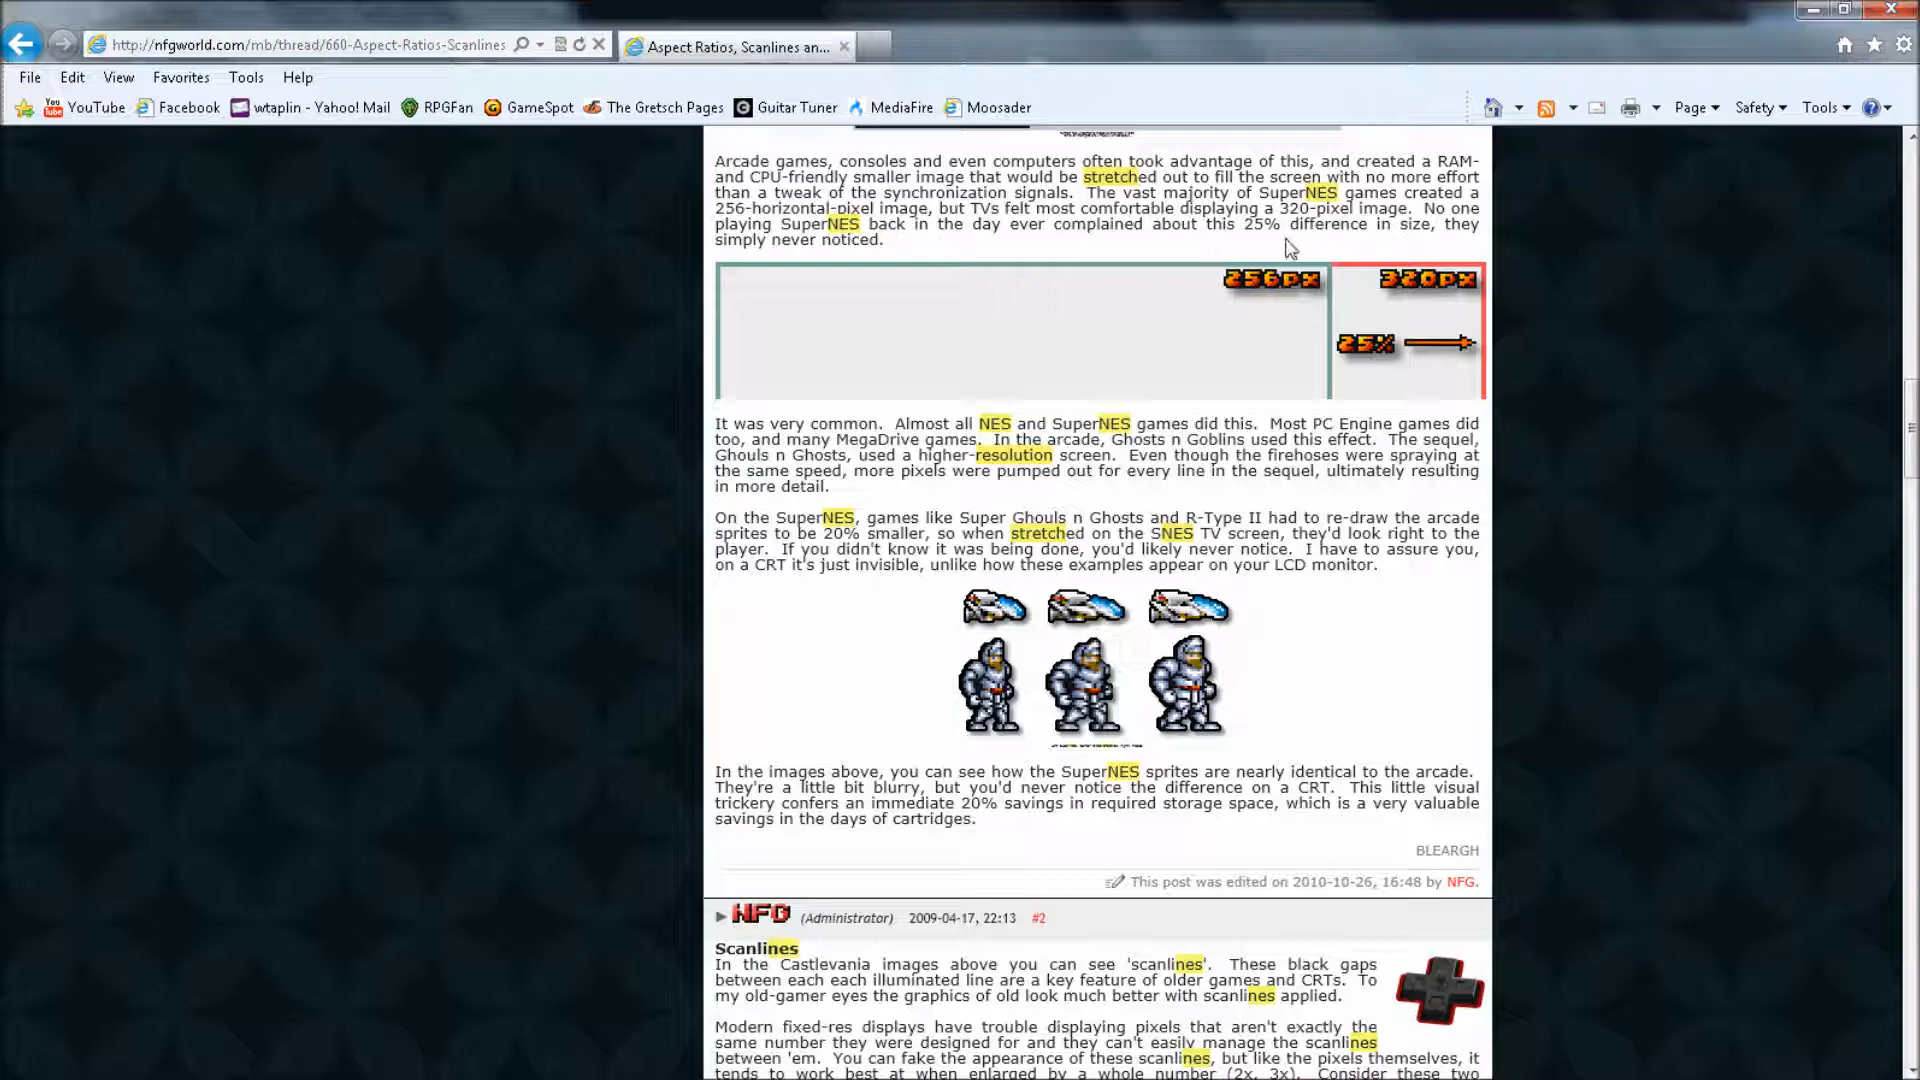 http://nfgworld.com/mb/thread/660-Aspect-Ratios-Scanlines
Aspect Ratios, Scanlines an...
File Edit View Favorites Tools Help
YouTube Facebook wtaplin - Yahoo! Mail RPGFan GameSpot The Gretsch Pages Guitar Tuner MediaFire Moosader Page Safety Tools
Arcade games, consoles and even computers often took advantage of this, and created a RAM-
and CPU-friendly smaller image that would be stretched out to fill the screen with no more effort
than a tweak of the synchronization signals. The vast majority of SuperNES games created a
256-horizontal-pixel image, but TVs felt most comfortable displaying a 320-pixel image. No one
playing SuperNES back in the day ever complained about this 25% difference in size, they
simply never noticed.
256px 320px
25%
It was very common. Almost all NES and SuperNES games did this. Most PC Engine games did
too, and many MegaDrive games. In the arcade, Ghosts n Goblins used this effect. The sequel,
Ghouls n Ghosts, used a higher-resolution screen. Even though the firehoses were spraying at
the same speed, more pixels were pumped out for every line in the sequel, ultimately resulting
in more detail.
On the SuperNES, games like Super Ghouls n Ghosts and R-Type II had to re-draw the arcade
sprites to be 20% smaller, so when stretched on the SNES TV screen, they'd look right to the
player. If you didn't know it was being done, you'd likely never notice. I have to assure you,
on a CRT it's just invisible, unlike how these examples appear on your LCD monitor.
In the images above, you can see how the SuperNES sprites are nearly identical to the arcade.
They're a little bit blurry, but you'd never notice the difference on a CRT. This little visual
trickery confers an immediate 20% savings in required storage space, which is a very valuable
savings in the days of cartridges.
BLEARGH
This post was edited on 2010-10-26, 16:48 by NFG.
NFG (Administrator) 2009-04-17, 22:13 #2
Scanlines
In the Castlevania images above you can see 'scanlines'. These black gaps
between each each illuminated line are a key feature of older games and CRTs. To
my old-gamer eyes the graphics of old look much better with scanlines applied.
Modern fixed-res displays have trouble displaying pixels that aren't exactly the
same number they were designed for and they can't easily manage the scanlines
between 'em. You can fake the appearance of these scanlines, but like the pixels themselves, it
tends to work best at when enlarged by a whole number (2x, 3x). Consider these two